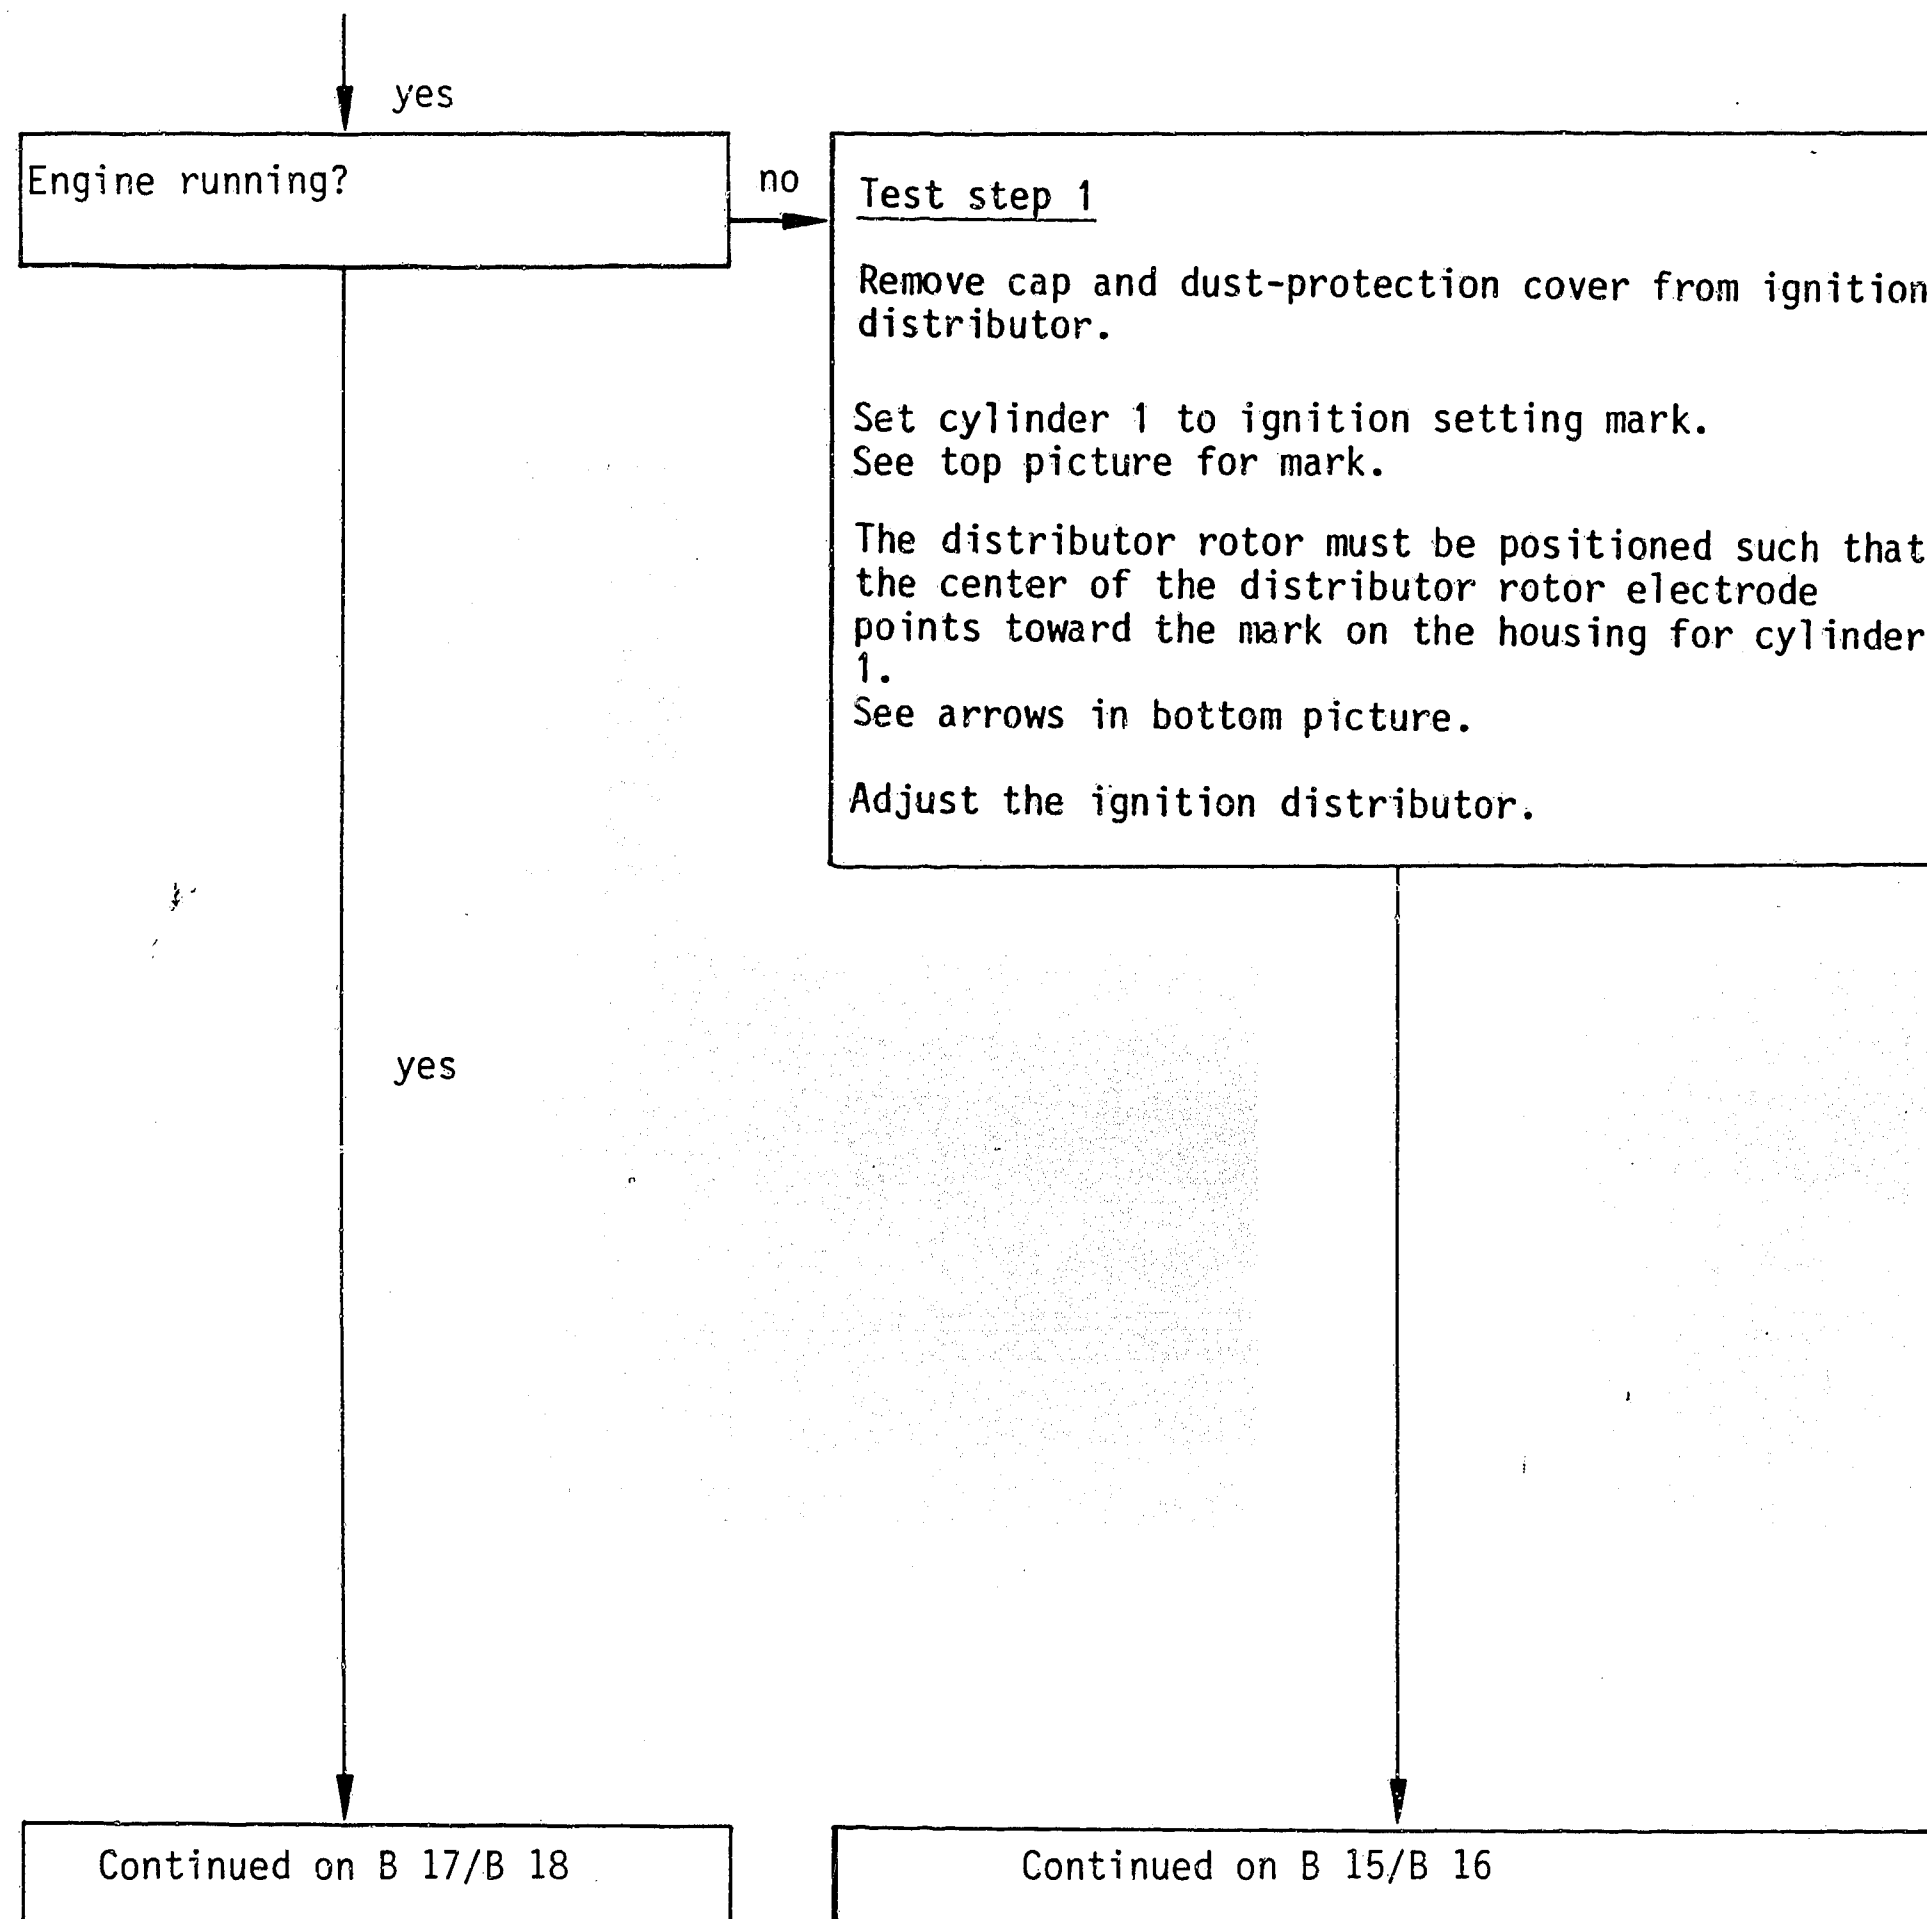 yes
Engine running?
no
Test step 1
Remove cap and dust-protection cover from ignition
distributor.
Set cylinder 1 to ignition setting mark.
See top picture for mark.
The distributor rotor must be positioned such that
the center of the distributor rotor electrode
points toward the mark on the housing for cylinder
1.
See arrows in bottom picture.
Adjust the ignition distributor.
yes
Continued on B 17/B 18
Continued on B 15/B 16